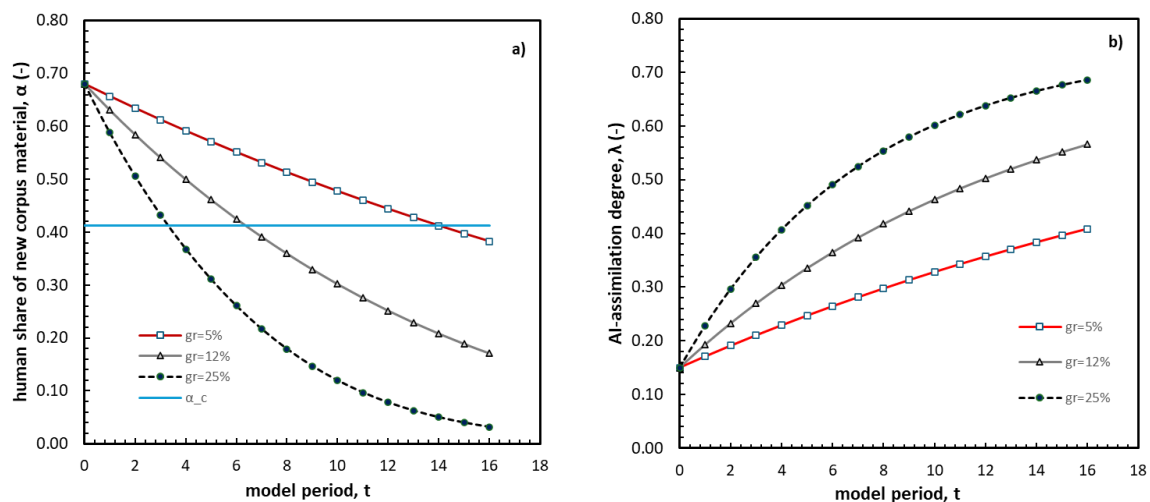 a)
human share of new corpus material, α (-)
0.80
0.70
0.60
0.50
0.40
0.30
0.20
0.10
0.00
gr=5%
gr=12%
gr=25%
α_c
0 2 4 6 8 10 12 14 16 18
model period, t
b)
AI-assimilation degree, λ (-)
0.80
0.70
0.60
0.50
0.40
0.30
0.20
0.10
0.00
gr=5%
gr=12%
gr=25%
0 2 4 6 8 10 12 14 16 18
model period, t